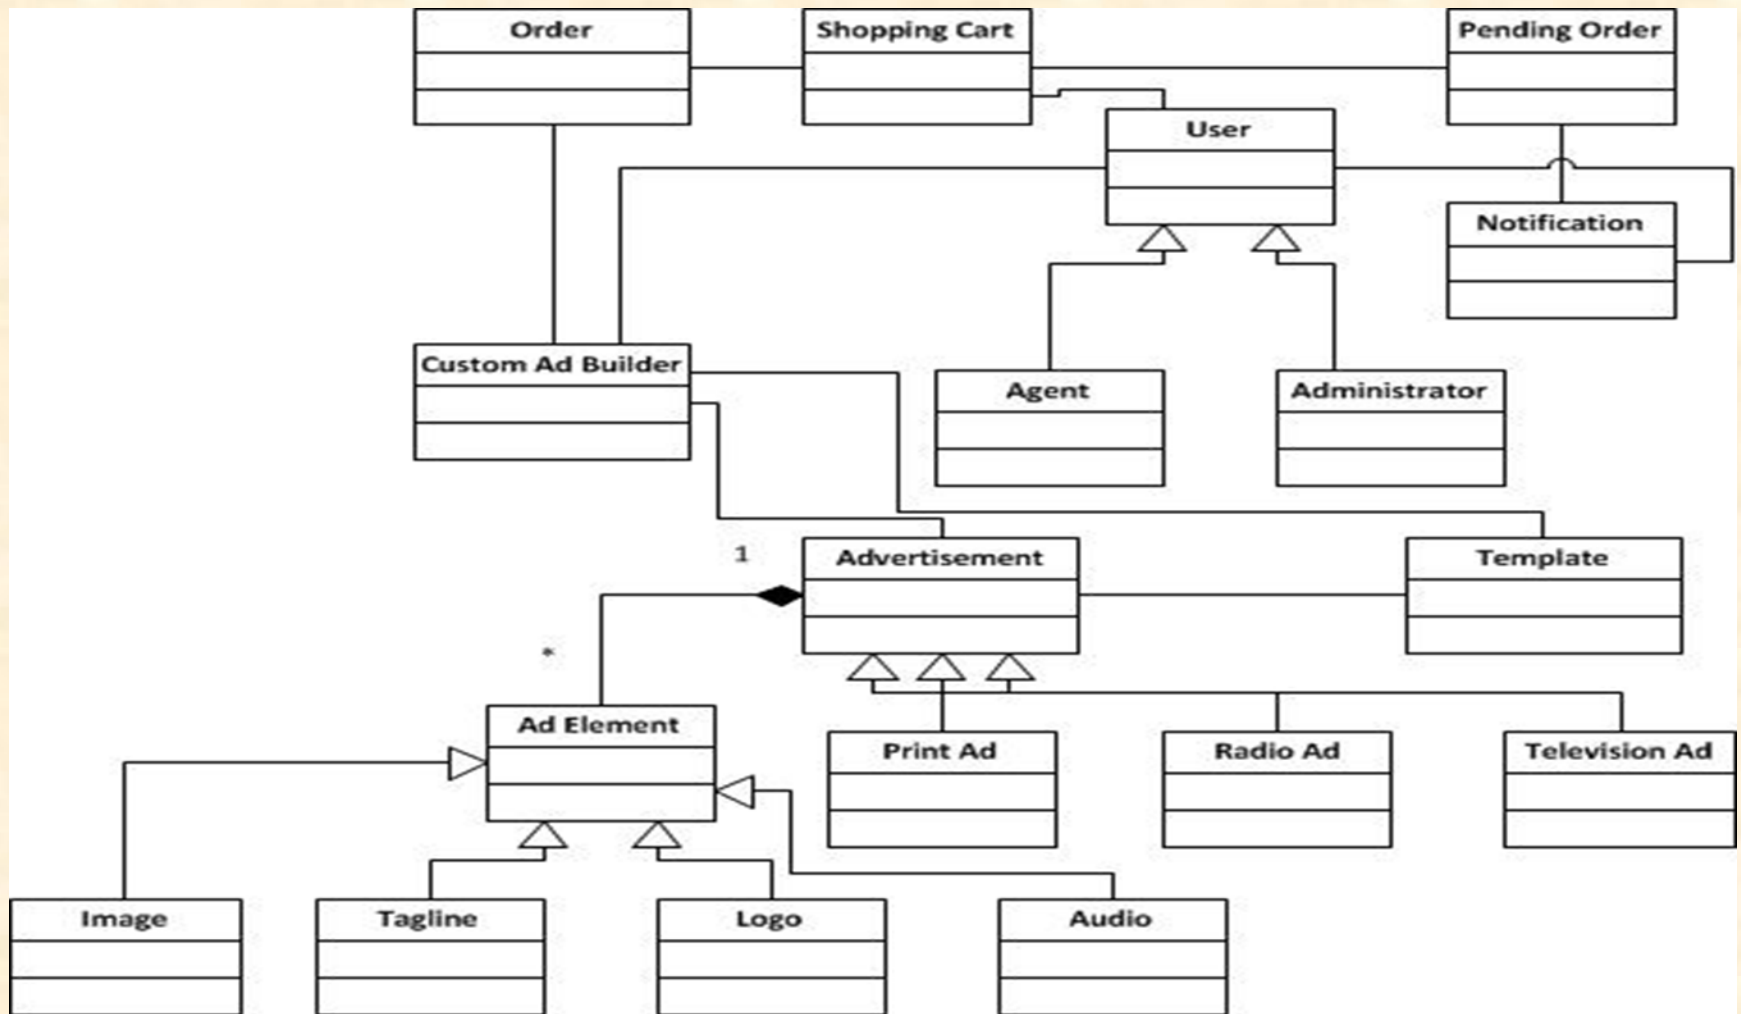 Order
Shopping Cart
Pending Order
User
Notification
Custom Ad Builder
Agent
Administrator
1
Advertisement
Template
*
Ad Element
Print Ad
Radio Ad
Television Ad
Image
Tagline
Logo
Audio